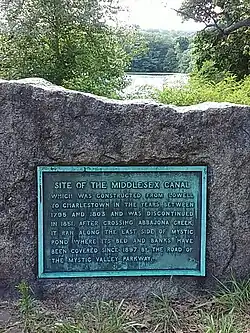 SITE OF THE MIDDLESEX CANAL
WHICH WAS CONSTRUCTED FROM LOWELL
TO CHARLESTOWN IN THE YEARS BETWEEN
1795 AND 1803 AND WAS DISCONTINUED
IN 1851. AFTER CROSSING ABBAJONA CREEK,
IT RAN ALONG THE LAST SIDE OF MYSTIC
POND WHERE ITS BED AND BANKS HAVE
BEEN COVERED SINCE 1897 BY THE ROAD OF
THE MYSTIC VALLEY PARKWAY.